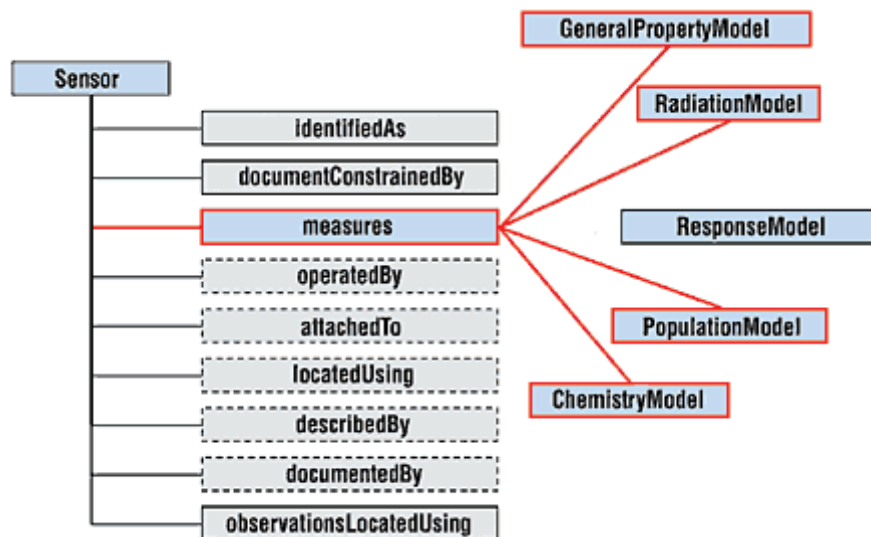 GeneralPropertyModel
Sensor
RadiationModel
identifiedAs
documentConstrainedBy
measures
ResponseModel
operatedBy
attachedTo
PopulationModel
locatedUsing
ChemistryModel
describedBy
documentedBy
observationsLocatedUsing